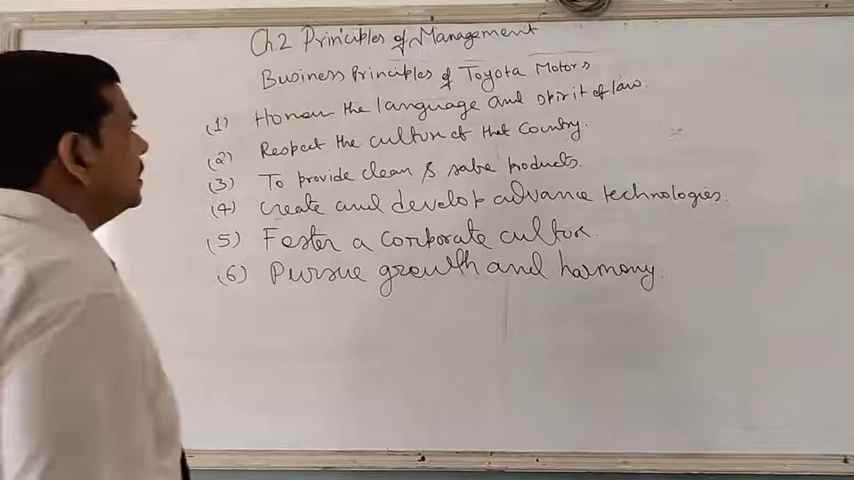 Ch.2 Principles of Management
Business Principles of Toyota Motors
(1) Honour the language and spirit of law.
(2) Respect the culture of that Country.
(3) To provide clean & safe products.
(4) Create and develop advance technologies.
(5) Foster a corporate culture.
(6) Pursue growth and harmony.